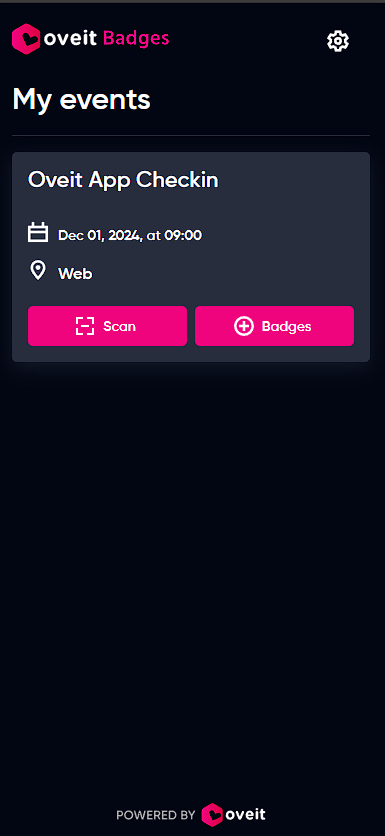 oveit Badges
My events
Oveit App Checkin
Dec 01, 2024, at 09:00
Web
Scan
Badges
POWERED BY oveit